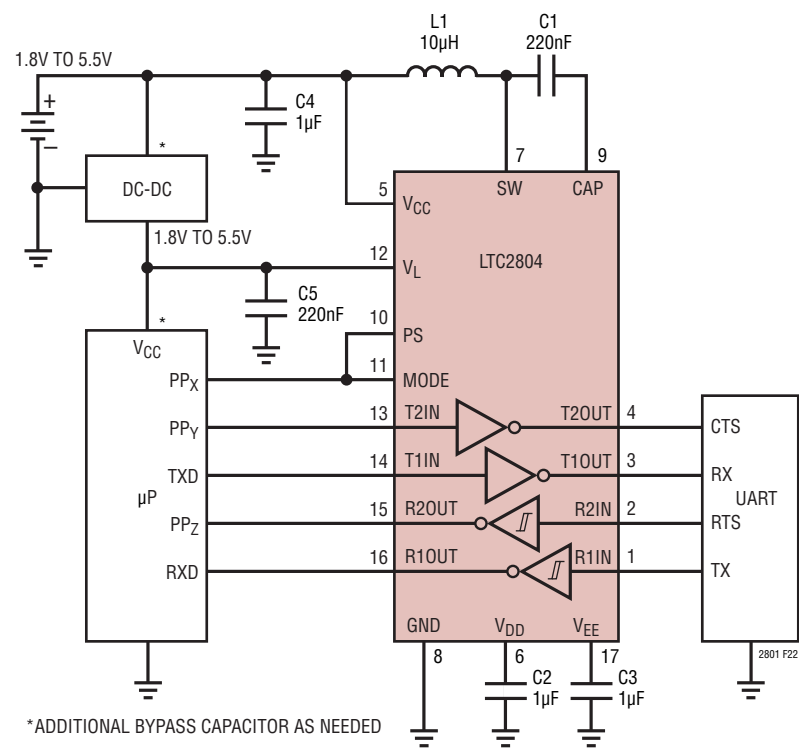 L1
10µH
C1
220nF
1.8V TO 5.5V
+
–
C4
1µF
*
DC-DC
7
9
SW
CAP
5
VCC
1.8V TO 5.5V
12
VL
LTC2804
C5
220nF
10
PS
*
VCC
11
MODE
PPX
13
T2IN
T2OUT
4
PPY
CTS
14
T1IN
T1OUT
3
TXD
RX
µP
UART
15
R2OUT
R2IN
2
PPZ
RTS
16
R1OUT
R1IN
1
RXD
TX
GND
VDD
VEE
8
6
17
C2
1µF
C3
1µF
2801 F22
*ADDITIONAL BYPASS CAPACITOR AS NEEDED